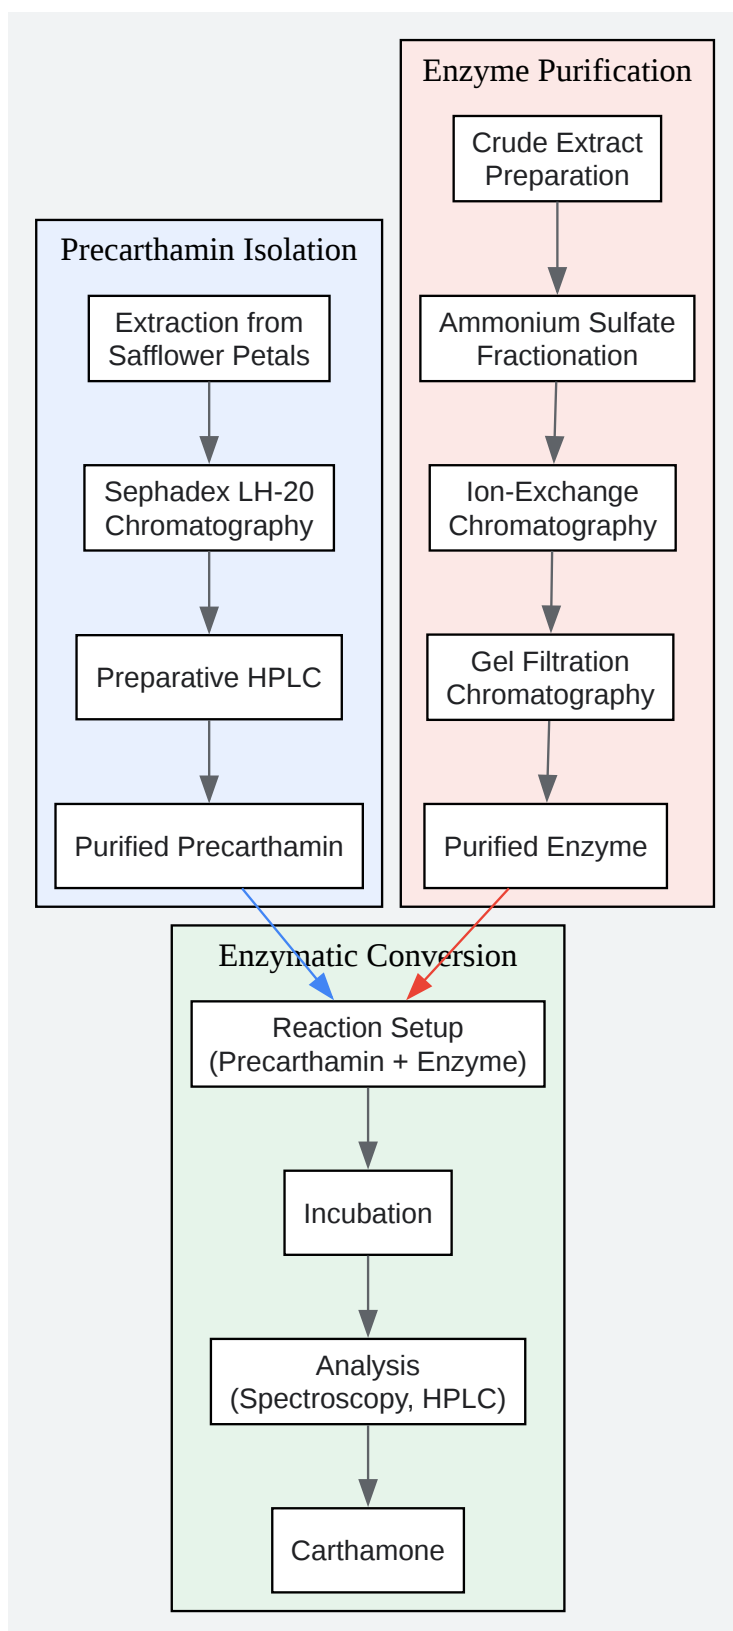 Enzyme Purification
Crude Extract
Preparation
Ammonium Sulfate
Fractionation
Ion-Exchange
Chromatography
Gel Filtration
Chromatography
Purified Enzyme
Precarthamin Isolation
Extraction from
Safflower Petals
Sephadex LH-20
Chromatography
Preparative HPLC
Purified Precarthamin
Enzymatic Conversion
Reaction Setup
(Precarthamin + Enzyme)
Incubation
Analysis
(Spectroscopy, HPLC)
Carthamone